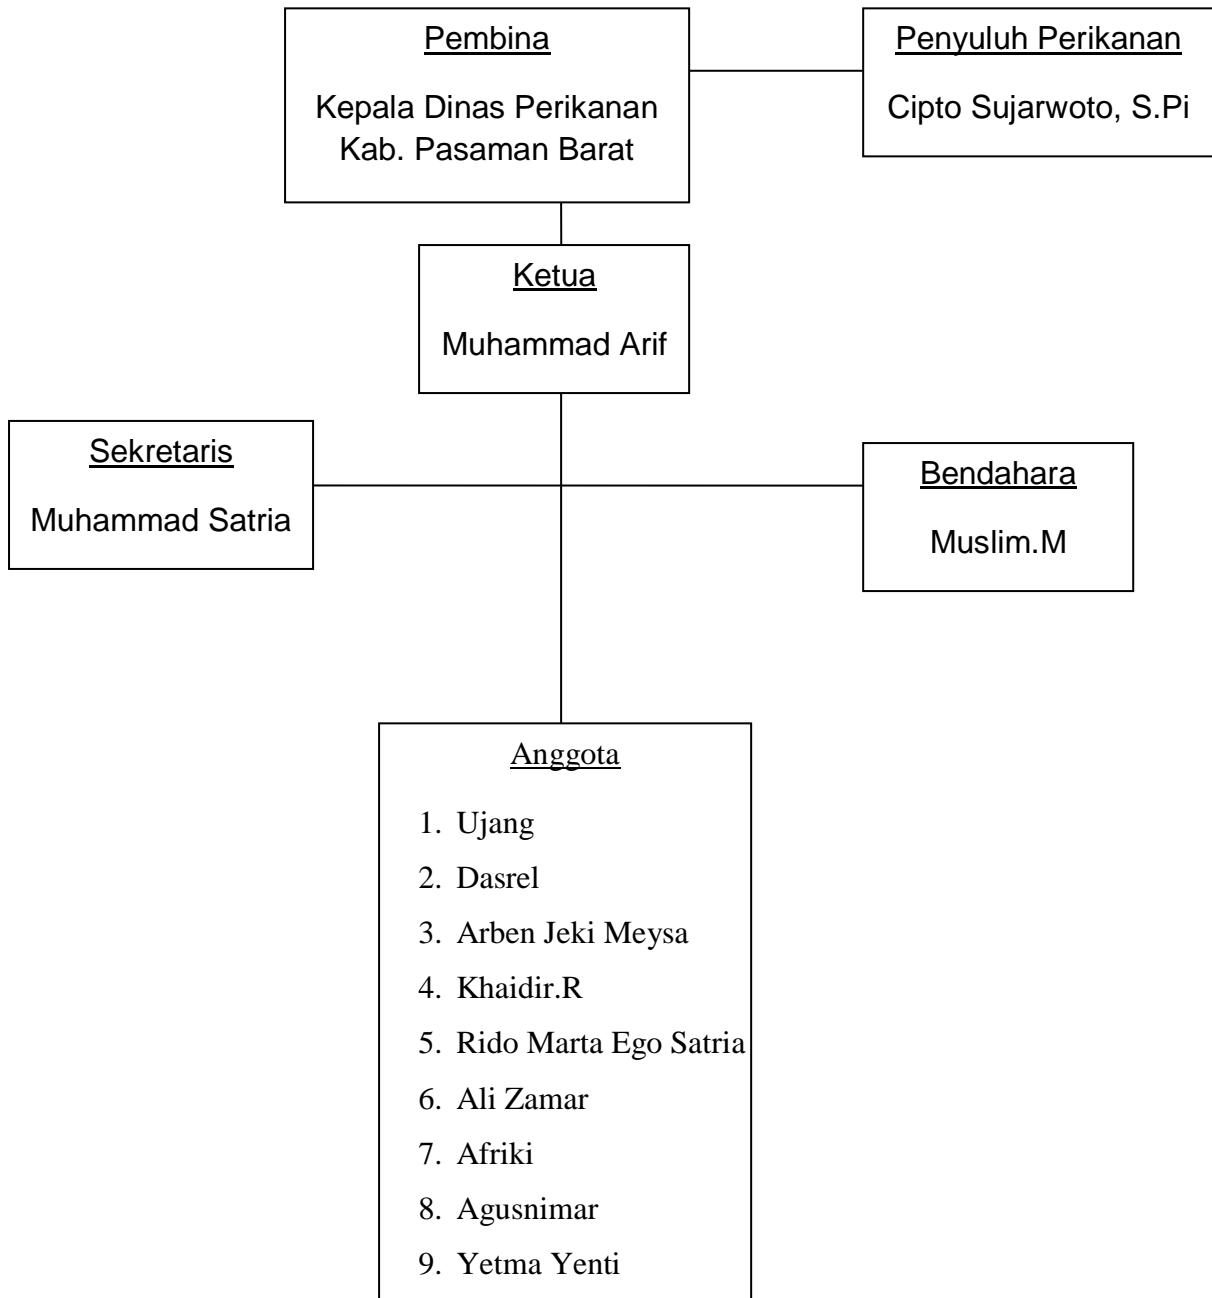 Pembina
Kepala Dinas Perikanan
Kab. Pasaman Barat
Penyuluh Perikanan
Cipto Sujarwoto, S.Pi
Ketua
Muhammad Arif
Sekretaris
Muhammad Satria
Bendahara
Muslim.M
Anggota
1. Ujang
2. Dasrel
3. Arben Jeki Meysa
4. Khaidir.R
5. Rido Marta Ego Satria
6. Ali Zamar
7. Afriki
8. Agusnimar
9. Yetma Yenti